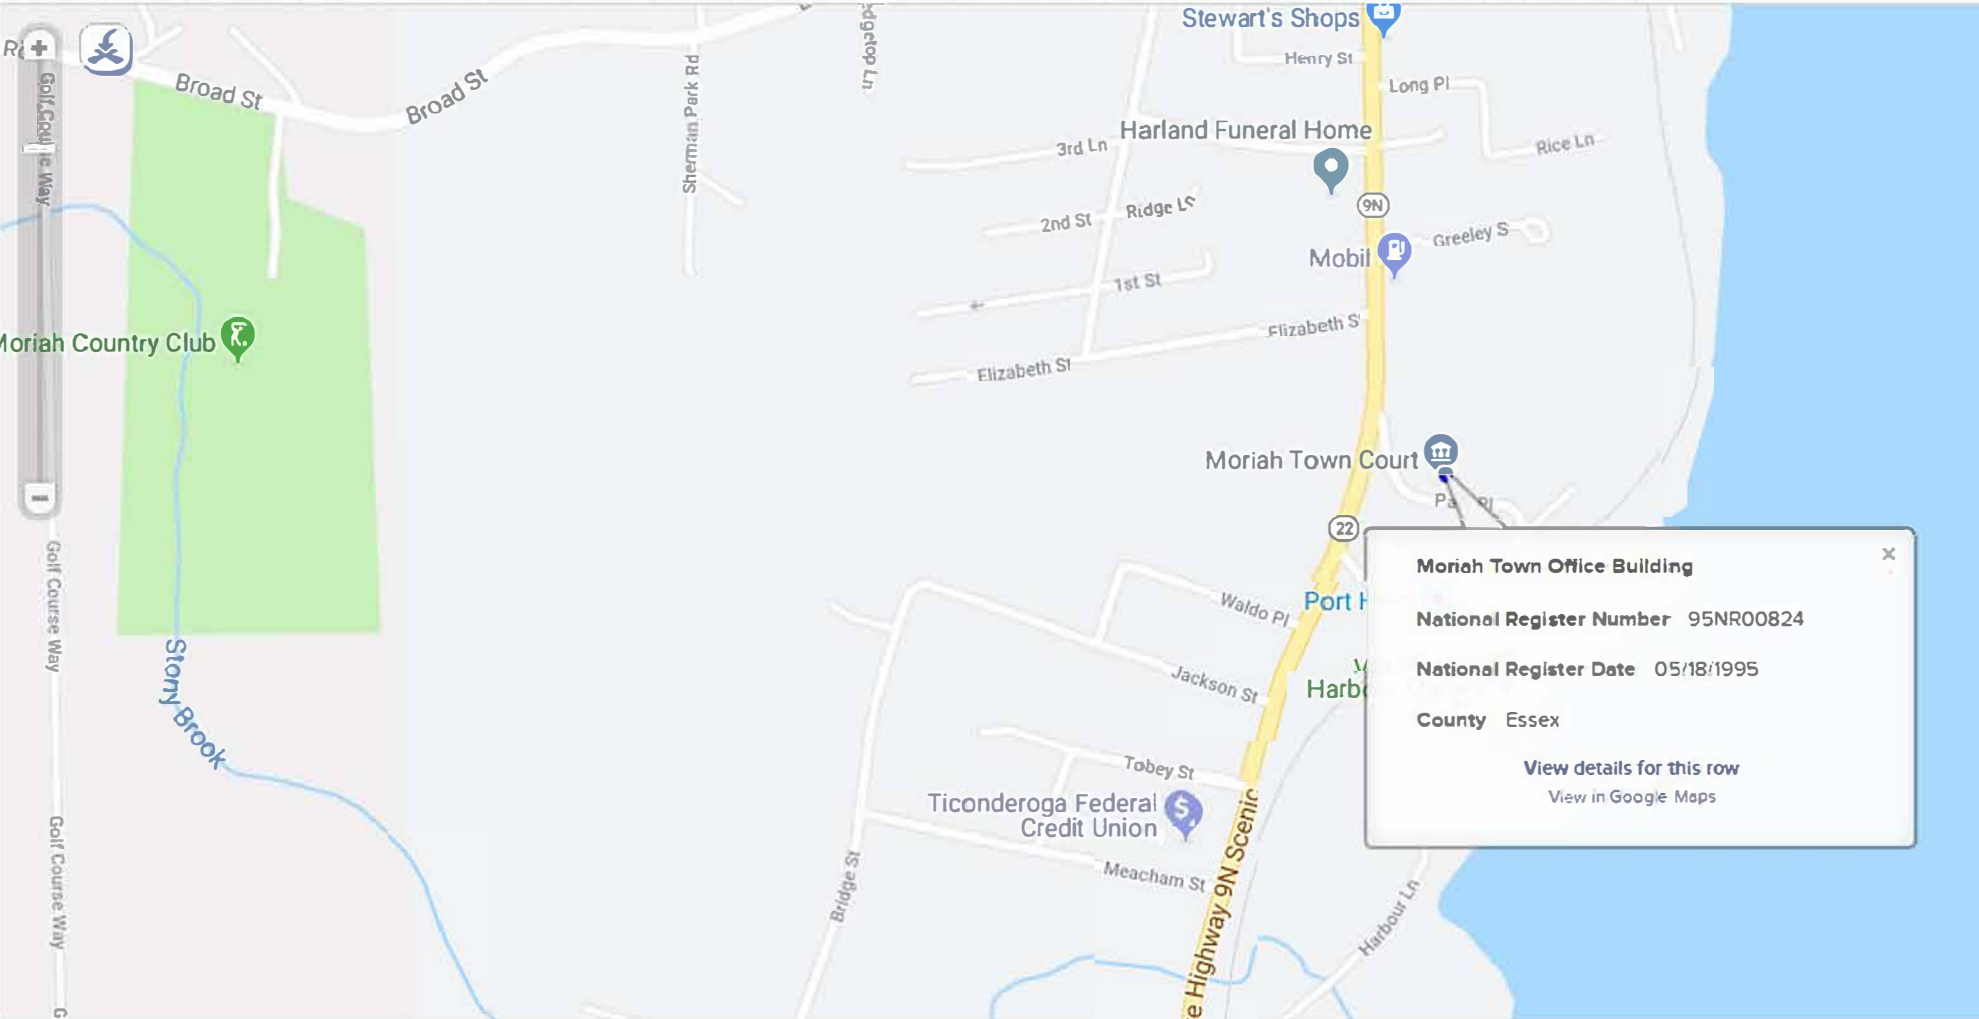 Stewart's Shops
Henry St
Long Pl
Broad St
Broad St
Sherman Park Rd
Golf Course Way
Harland Funeral Home
3rd Ln
Rice Ln
2nd St
Ridge
9N
Greeley S
Mobil
1st St
Elizabeth S
Moriah Country Club
Elizabeth St
Moriah Town Court
Pl
22
Moriah Town Office Building
National Register Number 95NR00824
National Register Date 05/18/1995
County Essex
View details for this row
View in Google Maps
Waldo Pl
Port H
Golf Course Way
Jackson St
Harbo
Stony Brook
Tobey St
Ticonderoga Federal
Credit Union
Meacham St
Bridge St
Golf Course Way
Highway 9N Scenic
Harbour Ln
G